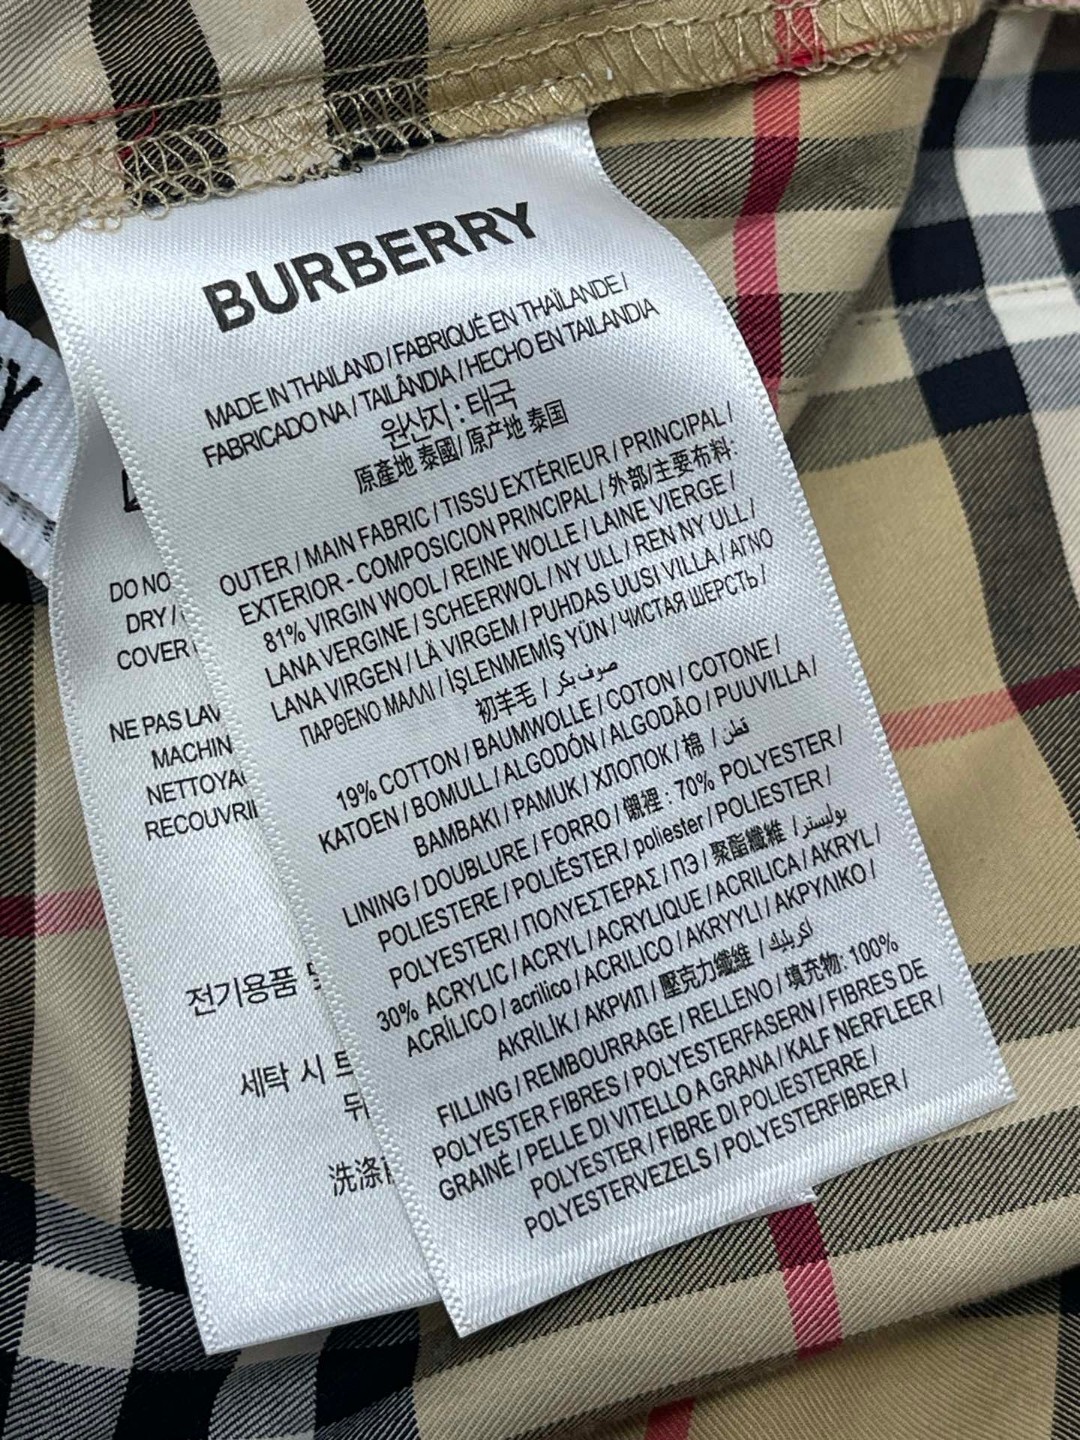 BURBERRY
MADE IN THAILAND / FABRIQUÉ EN THAÏLANDE /
FABRICADO NA / TAILÂNDIA / HECHO EN TAILANDIA
원산지 : 태국
原產地 泰國/ 原产地 泰国
OUTER / MAIN FABRIC / TISSU EXTÉRIEUR / PRINCIPAL /
EXTERIOR - COMPOSICION PRINCIPAL / 外部/主要布料:
81% VIRGIN WOOL / REINE WOLLE / LAINE VIERGE /
LANA VERGINE / SCHEERWOL / NY ULL / REN NY ULL /
LANA VIRGEN / LÀ VIRGEM / PUHDAS UUSI VILLA / ΑΓΝΟ
ΠΑΡΘΕΝΟ ΜΑΛΛΙ / İŞLENMEMİŞ YÜN / ЧИСТАЯ ШЕРСТЬ /
初羊毛 / صوف بكر
19% COTTON / BAUMWOLLE / COTON / COTONE /
KATOEN / BOMULL / ALGODÓN / ALGODÃO / PUUVILLA /
BAMBAKI / PAMUK / ХЛОПОК / 棉 / قطن
LINING / DOUBLURE / FORRO / 襯裡 : 70% POLYESTER /
POLIESTERE / POLIÉSTER / poliester / POLIESTER /
POLYESTERI / ΠΟΛΥΕΣΤΕΡΑΣ / ПЭ / 聚酯纖維 / بوليستر
30% ACRYLIC / ACRYL / ACRYLIQUE / ACRILICA / AKRYL /
ACRÍLICO / acrilico / ACRILICO / AKRYYLI / ΑΚΡΥΛΙΚΟ /
AKRİLİK / АКРИЛ / 壓克力纖維 / اكريليك
FILLING / REMBOURRAGE / RELLENO / 填充物: 100%
POLYESTER FIBRES / POLYESTERFASERN / FIBRES DE
GRAINÉ / PELLE DI VITELLO A GRANA / KALF NERFLEER /
POLYESTER / FIBRE DI POLIESTERRE /
POLYESTERVEZELS / POLYESTERFIBRER /
DO NO
DRY /
COVER
NE PAS LAV
MACHIN
NETTOYA
RECOUVRI
전기용품
세탁 시 트
뒤
洗涤